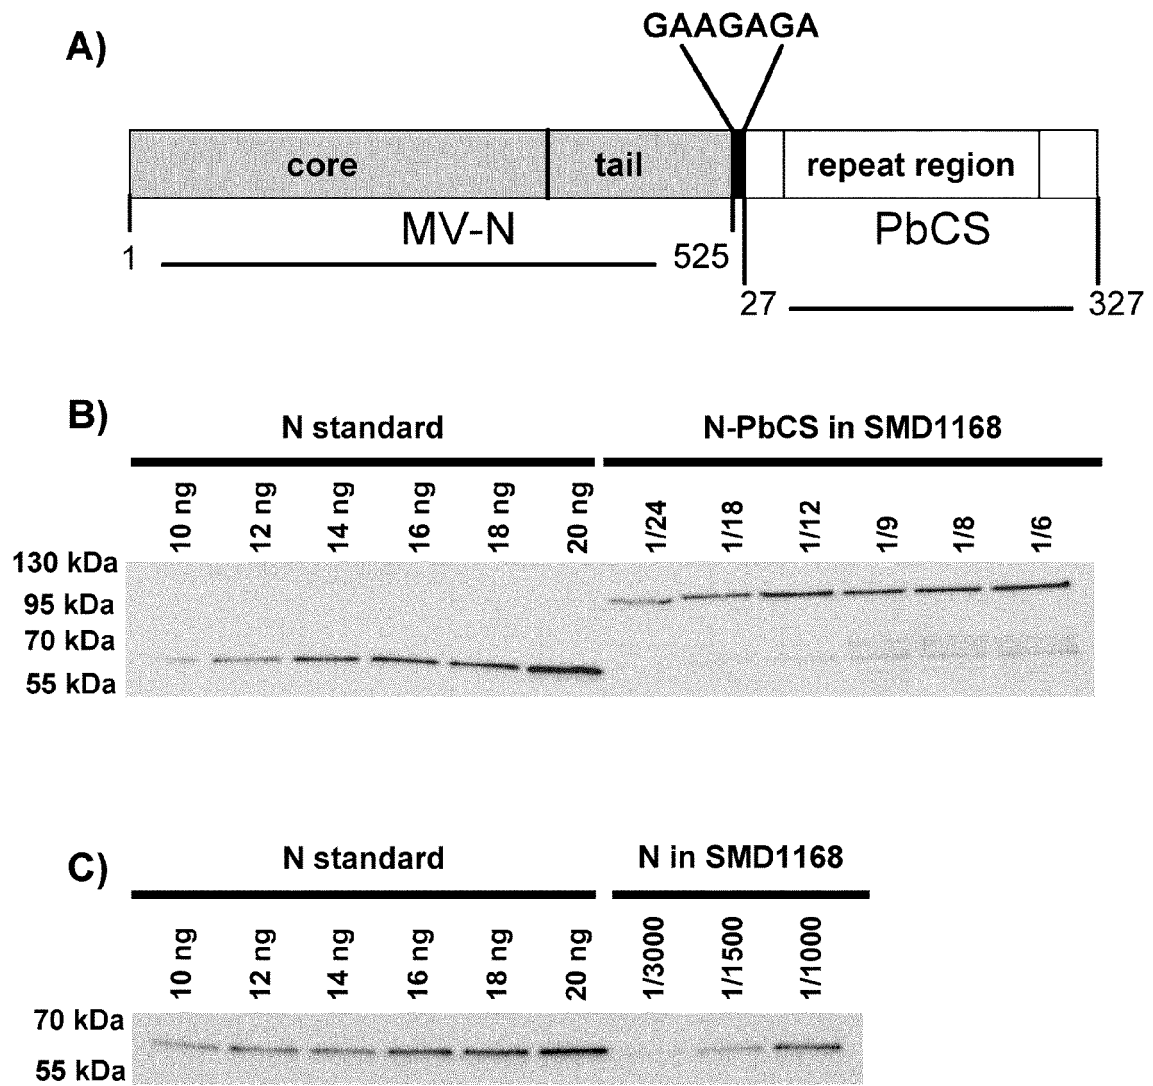 A)
GAAGAGA
core
tail
repeat region
MV-N
PbCS
1
525
27
327
B)
N standard
N-PbCS in SMD1168
10 ng
12 ng
14 ng
16 ng
18 ng
20 ng
1/24
1/18
1/12
1/9
1/8
1/6
130 kDa
95 kDa
70 kDa
55 kDa
C)
N standard
N in SMD1168
10 ng
12 ng
14 ng
16 ng
18 ng
20 ng
1/3000
1/1500
1/1000
70 kDa
55 kDa